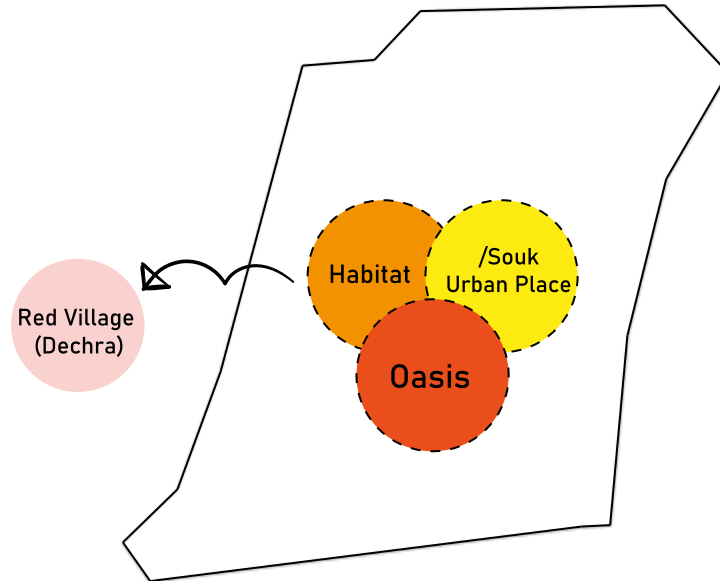 Habitat
/Souk
Urban Place
Oasis
Red Village
(Dechra)